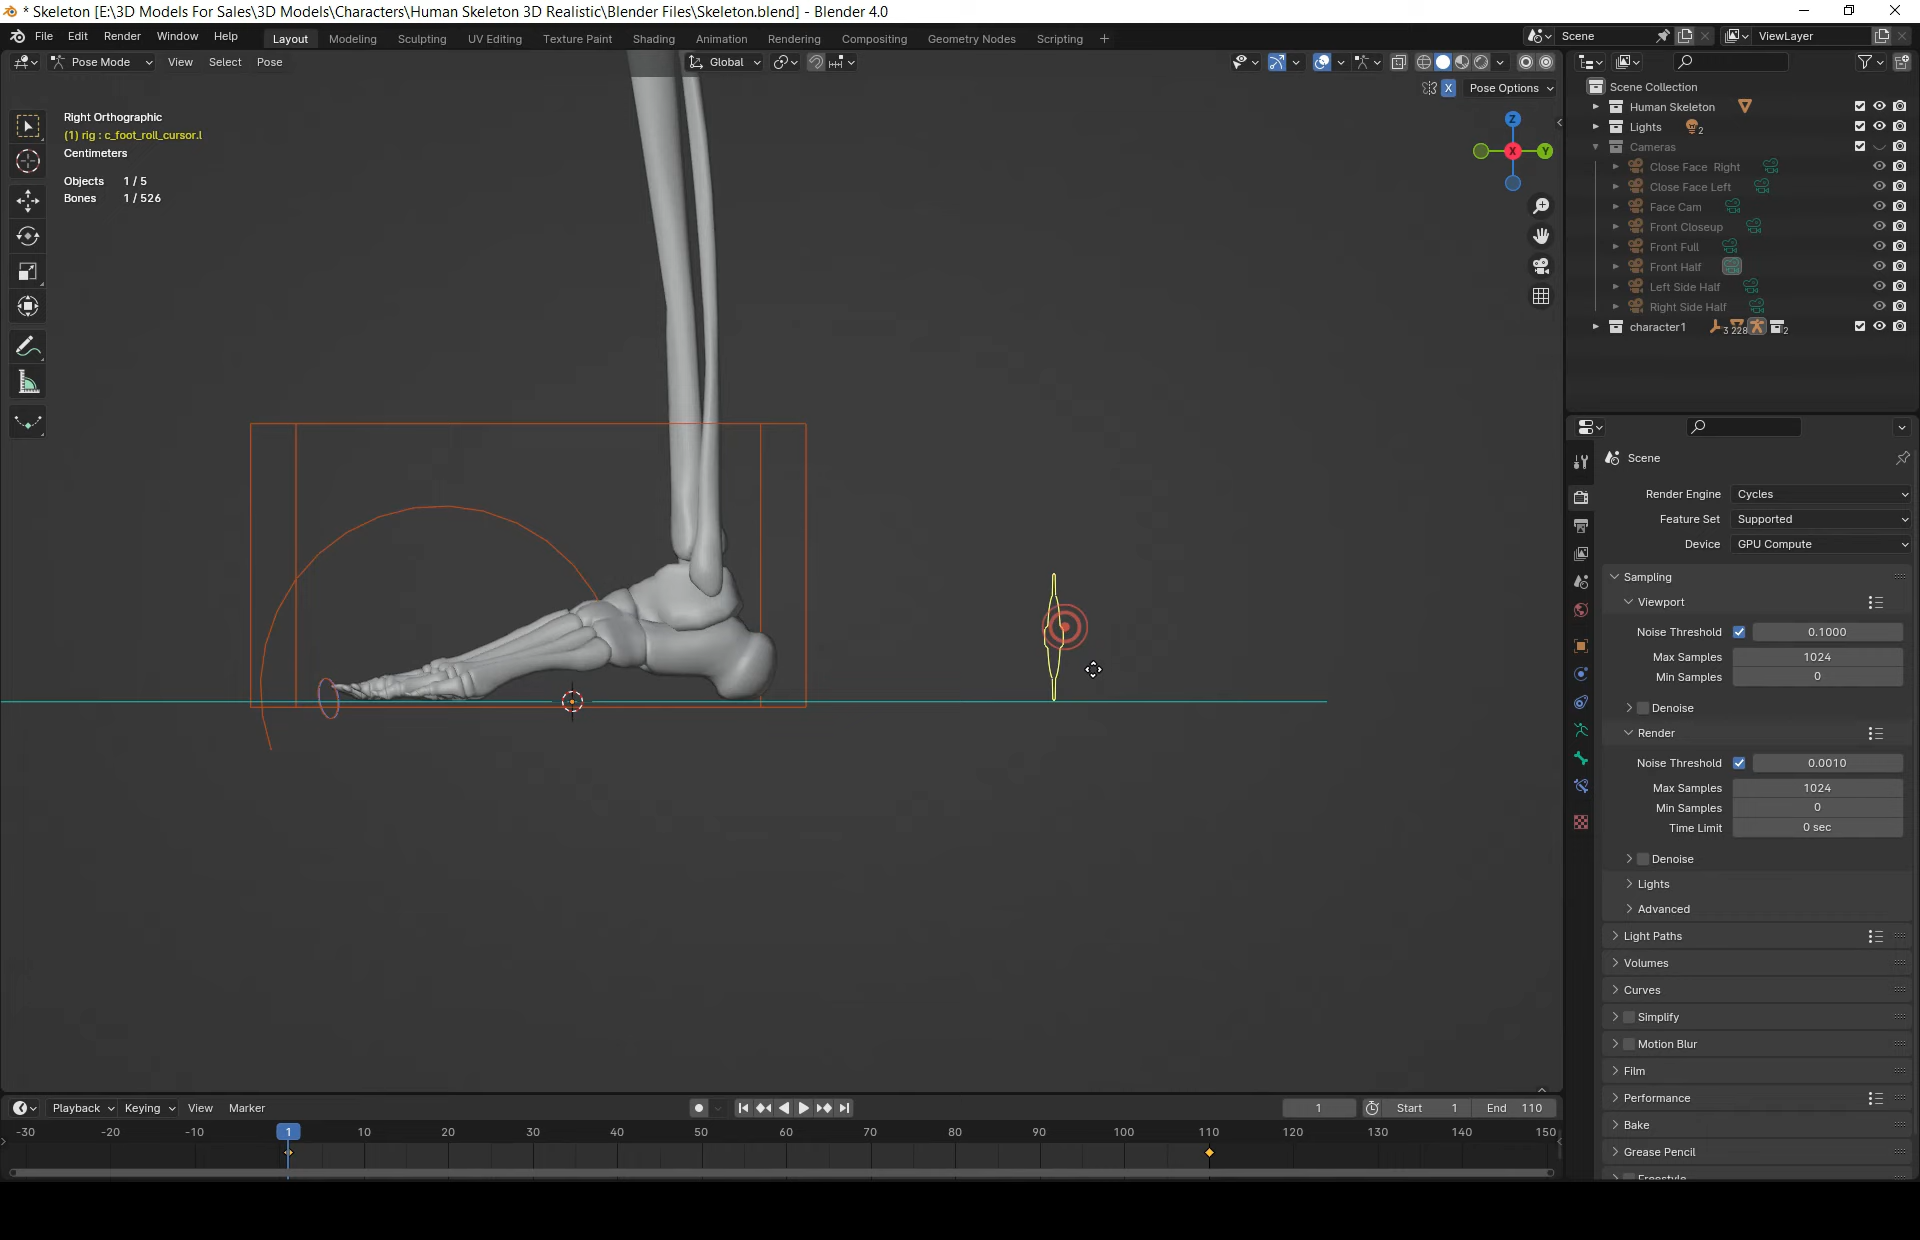 * Skeleton [E:\3D Models For Sales\3D Models\Characters\Human Skeleton 3D Realistic\Blender Files\Skeleton.blend] - Blender 4.0
File Edit Render Window Help Layout Modeling Sculpting UV Editing Texture Paint Shading Animation Rendering Compositing Geometry Nodes Scripting + Scene ViewLayer
Pose Mode View Select Pose Global
X Pose Options
Right Orthographic
(1) rig : c_foot_roll_cursor.l
Centimeters
Objects 1 / 5
Bones 1 / 526
Z
X
Y
Scene Collection
Human Skeleton
Lights 2
Cameras
Close Face Right
Close Face Left
Face Cam
Front Closeup
Front Full
Front Half
Left Side Half
Right Side Half
character1 3 228 2
Scene
Render Engine Cycles
Feature Set Supported
Device GPU Compute
Sampling
Viewport
Noise Threshold 0.1000
Max Samples 1024
Min Samples 0
Denoise
Render
Noise Threshold 0.0010
Max Samples 1024
Min Samples 0
Time Limit 0 sec
Denoise
Lights
Advanced
Light Paths
Volumes
Curves
Simplify
Motion Blur
Film
Performance
Bake
Grease Pencil
Freestyle
Playback Keying View Marker 1 Start 1 End 110
-30 -20 -10 1 10 20 30 40 50 60 70 80 90 100 110 120 130 140 150